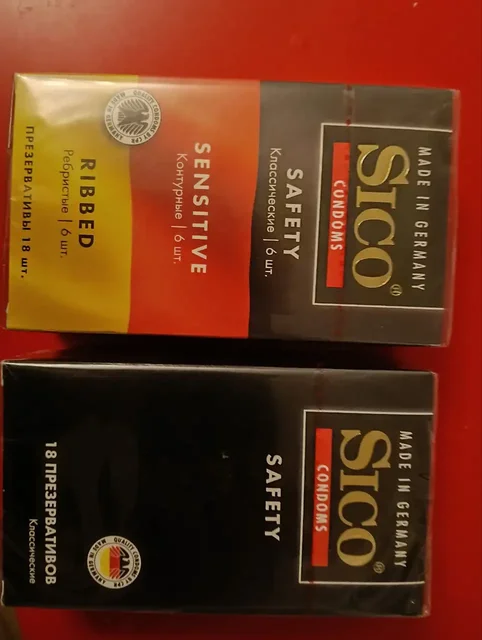 MADE IN GERMANY
SICO®
CONDOMS
SAFETY
Классические | 6 шт.
SENSITIVE
Контурные | 6 шт.
RIBBED
Ребристые | 6 шт.
ПРЕЗЕРВАТИВЫ 18 шт.
MADE IN GERMANY
SICO®
CONDOMS
SAFETY
18 ПРЕЗЕРВАТИВОВ
Классические